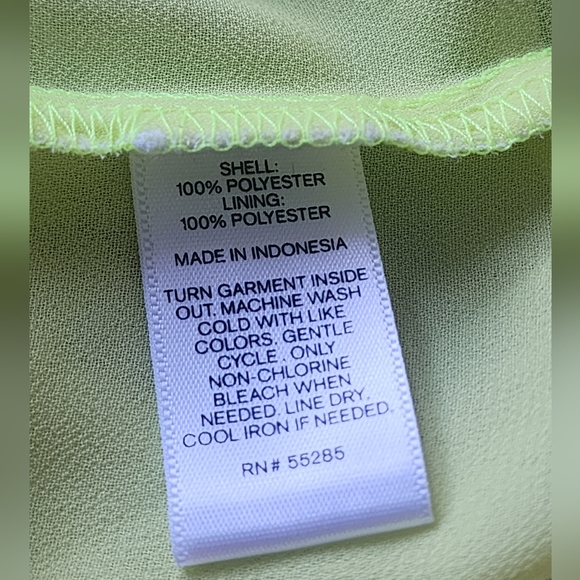 SHELL:
100% POLYESTER
LINING:
100% POLYESTER
MADE IN INDONESIA
TURN GARMENT INSIDE
OUT. MACHINE WASH
COLD WITH LIKE
COLORS. GENTLE
CYCLE . ONLY
NON-CHLORINE
BLEACH WHEN
NEEDED. LINE DRY.
COOL IRON IF NEEDED.
RN# 55285